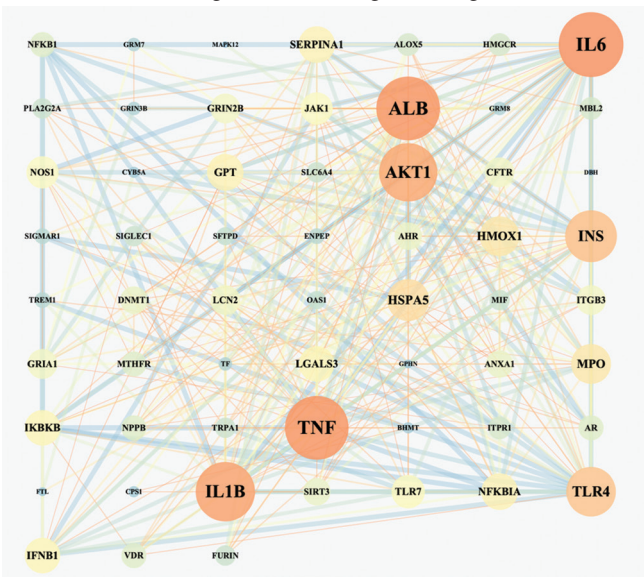 NFKB1 GRM7 MAPK12 SERPINA1 ALOX5 HMGCR IL6
PLA2G2A GRIN3B GRIN2B JAK1 ALB GRM8 MBL2
NOS1 CYB5A GPT SLC6A4 AKT1 CFTR DBH
SIGMAR1 SIGLEC1 SFTPD ENPEP AHR HMOX1 INS
TREM1 DNMT1 LCN2 OAS1 HSPA5 MIF ITGB3
GRIA1 MTHFR TF LGALS3 GPHN ANXA1 MPO
IKBKB NPPB TRPA1 TNF BHMT ITPR1 AR
FTL CPS1 IL1B SIRT3 TLR7 NFKBIA TLR4
IFNB1 VDR FURIN